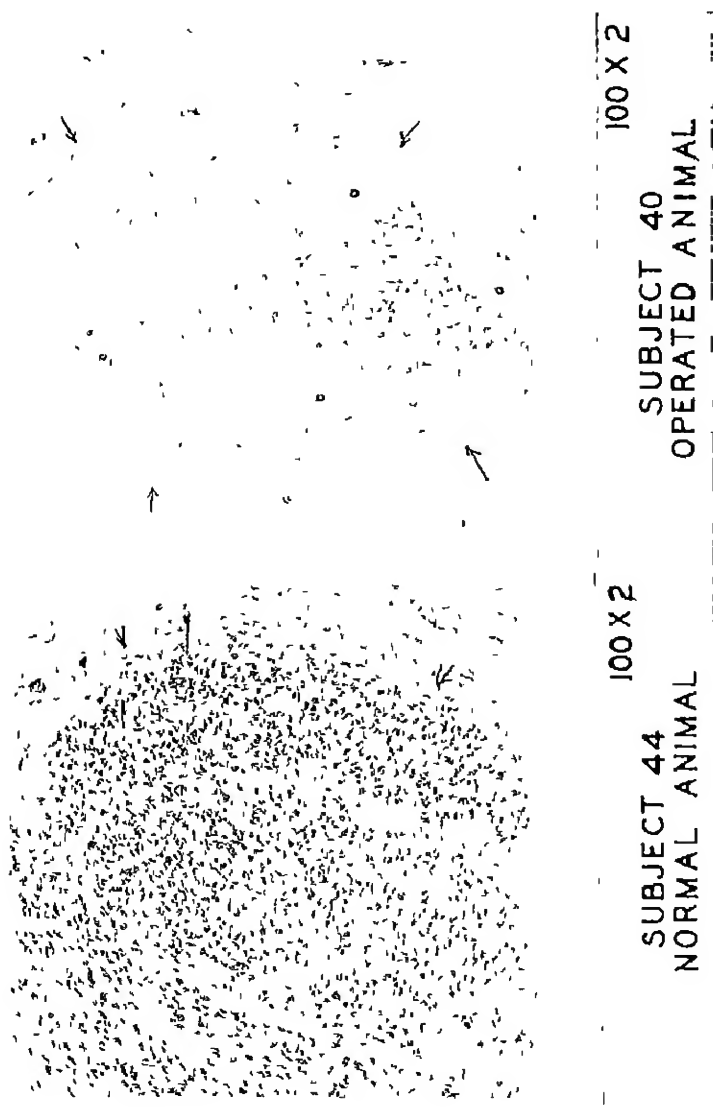 100 X 2
SUBJECT 44
NORMAL ANIMAL
100 X 2
SUBJECT 40
OPERATED ANIMAL